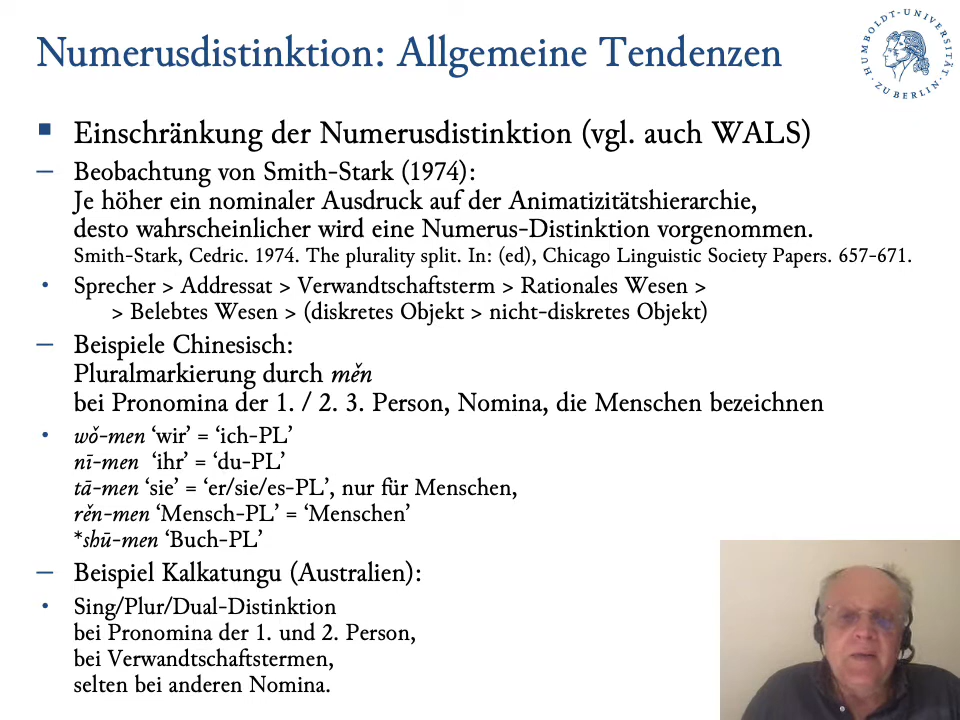 Numerusdistinktion: Allgemeine Tendenzen
HUMBOLDT-UNIVERSITÄT
ZU BERLIN
Einschränkung der Numerusdistinktion (vgl. auch WALS)
– Beobachtung von Smith-Stark (1974):
Je höher ein nominaler Ausdruck auf der Animatizitätshierarchie,
desto wahrscheinlicher wird eine Numerus-Distinktion vorgenommen.
Smith-Stark, Cedric. 1974. The plurality split. In: (ed), Chicago Linguistic Society Papers. 657-671.
• Sprecher > Addressat > Verwandtschaftsterm > Rationales Wesen >
> Belebtes Wesen > (diskretes Objekt > nicht-diskretes Objekt)
– Beispiele Chinesisch:
Pluralmarkierung durch měn
bei Pronomina der 1. / 2. 3. Person, Nomina, die Menschen bezeichnen
• wǒ-men ‘wir’ = ‘ich-PL’
nī-men ‘ihr’ = ‘du-PL’
tā-men ‘sie’ = ‘er/sie/es-PL’, nur für Menschen,
rěn-men ‘Mensch-PL’ = ‘Menschen’
*shū-men ‘Buch-PL’
– Beispiel Kalkatungu (Australien):
• Sing/Plur/Dual-Distinktion
bei Pronomina der 1. und 2. Person,
bei Verwandtschaftstermen,
selten bei anderen Nomina.